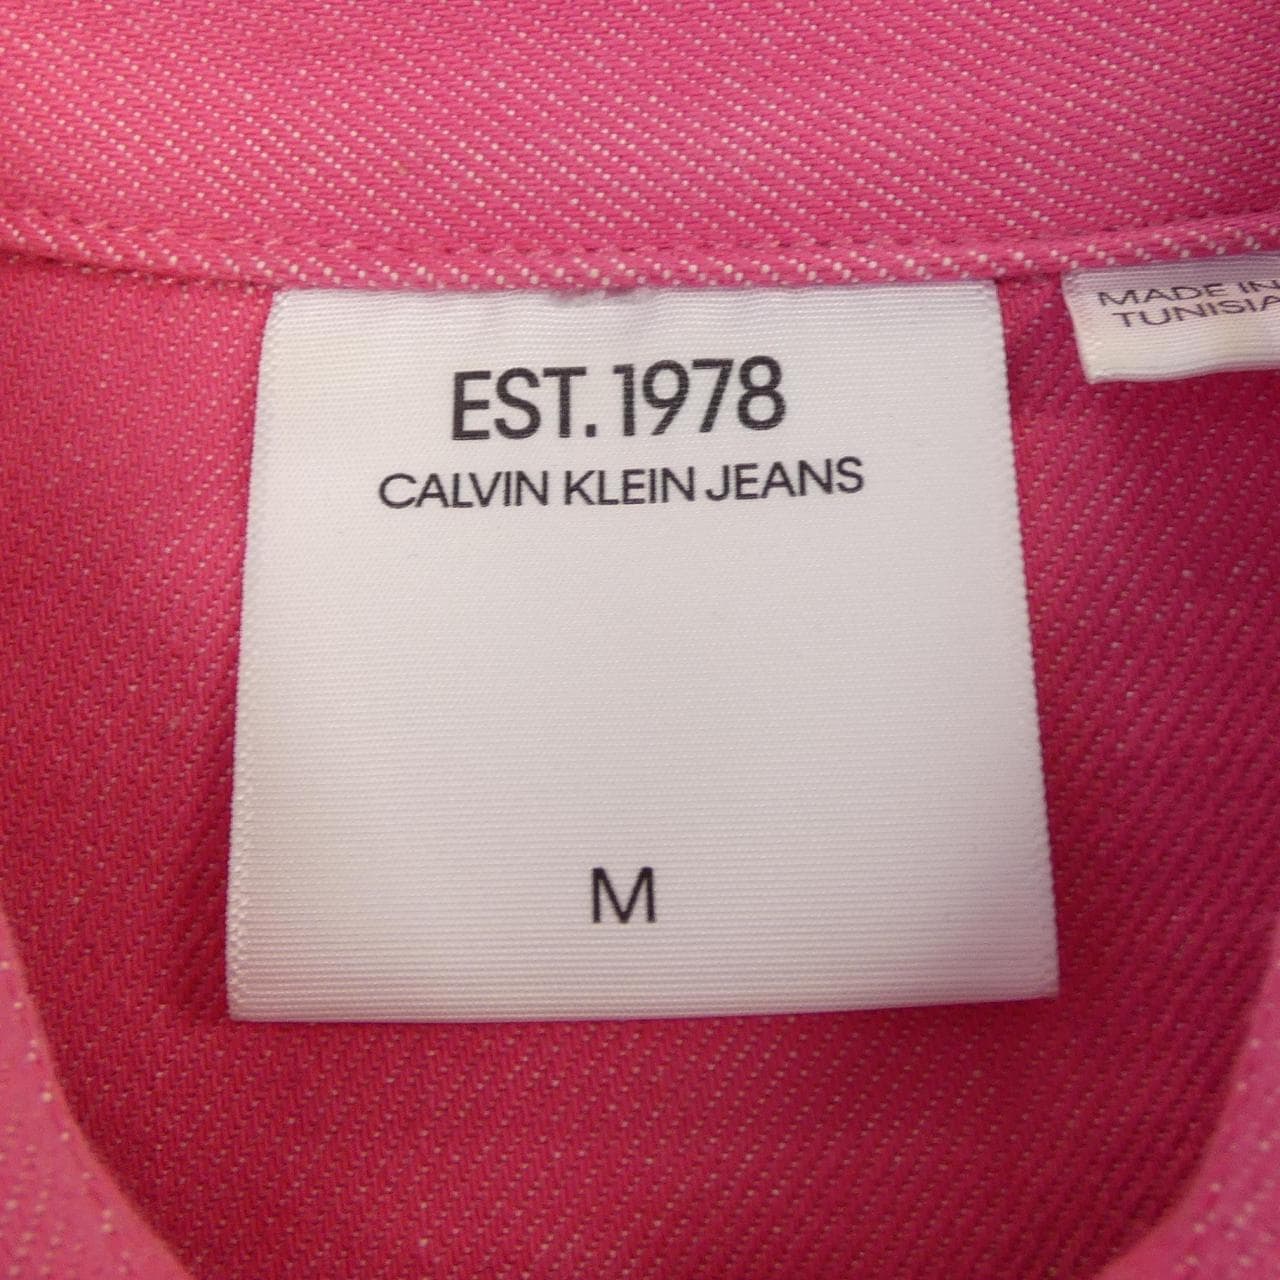 EST.1978
CALVIN KLEIN JEANS
M
MADE IN
TUNISIA